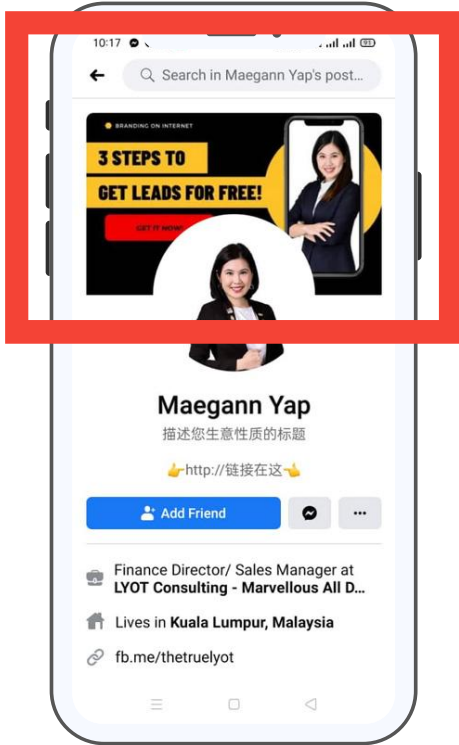 10:17
91
Search in Maegann Yap's post...
BRANDING ON INTERNET
3 STEPS TO
GET LEADS FOR FREE!
GET IT NOW!
Maegann Yap
描述您生意性质的标题
👉http://链接在这👈
Add Friend
Finance Director/ Sales Manager at
LYOT Consulting - Marvellous All D...
Lives in Kuala Lumpur, Malaysia
fb.me/thetruelyot